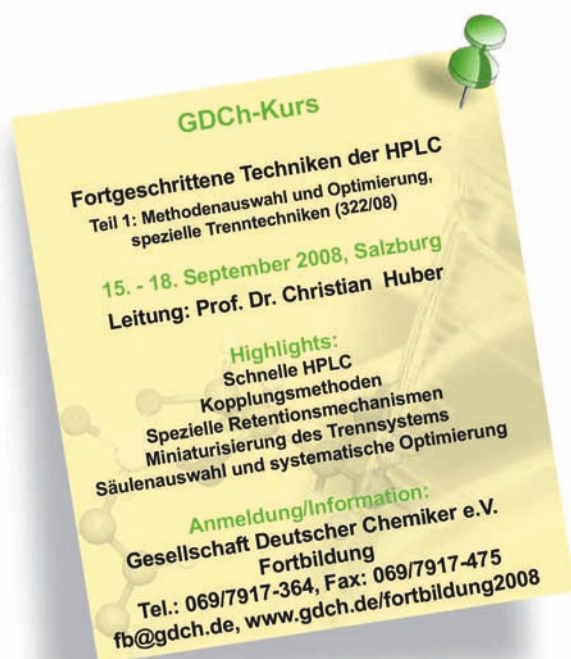 GDCh-Kurs
Fortgeschrittene Techniken der HPLC
Teil 1: Methodenauswahl und Optimierung,
spezielle Trenntechniken (322/08)
15. - 18. September 2008, Salzburg
Leitung: Prof. Dr. Christian Huber
Highlights:
Schnelle HPLC
Kopplungsmethoden
Spezielle Retentionsmechanismen
Miniaturisierung des Trennsystems
Säulenauswahl und systematische Optimierung
Anmeldung/Information:
Gesellschaft Deutscher Chemiker e.V.
Fortbildung
Tel.: 069/7917-364, Fax: 069/7917-475
fb@gdch.de, www.gdch.de/fortbildung2008